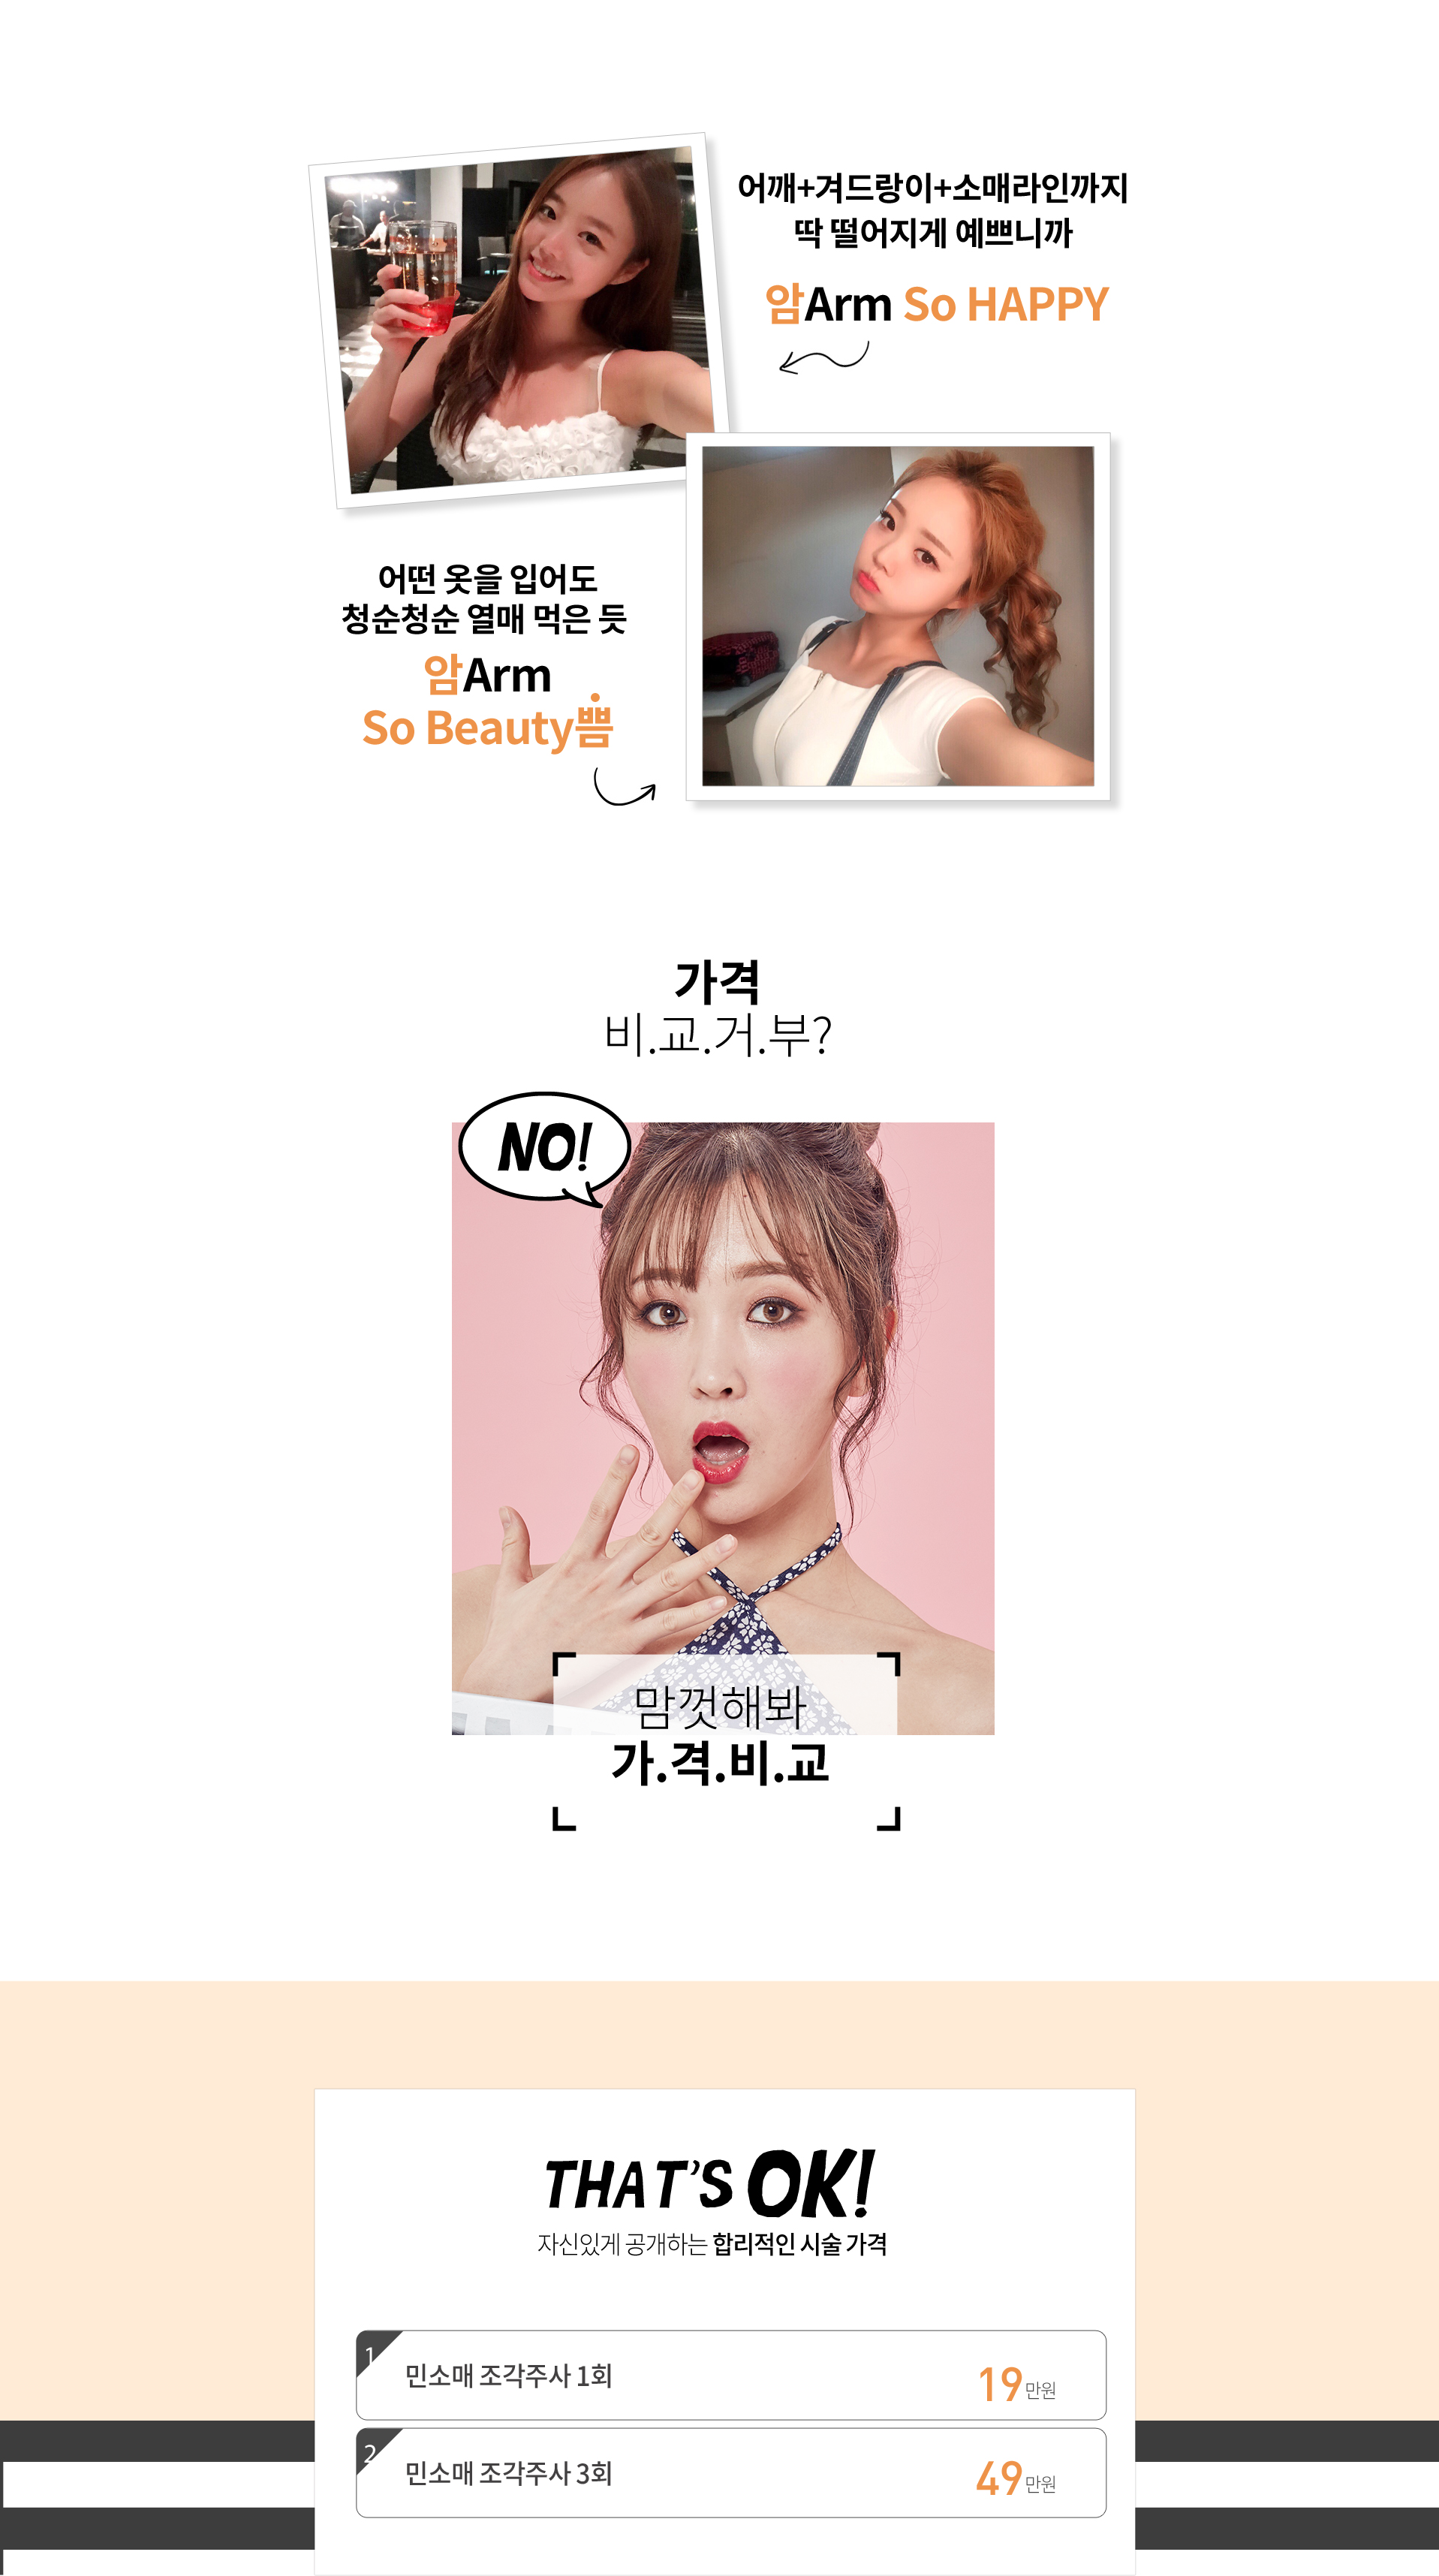 어깨+겨드랑이+소매라인까지
딱 떨어지게 예쁘니까
암Arm So HAPPY
어떤 옷을 입어도
청순청순 열매 먹은 듯
암Arm
So Beauty쁨
가격
비.교.거.부?
NO!
맘껏해봐
가.격.비.교
THAT'S OK!
자신있게 공개하는 합리적인 시술 가격
1
민소매 조각주사 1회
19만원
2
민소매 조각주사 3회
49만원